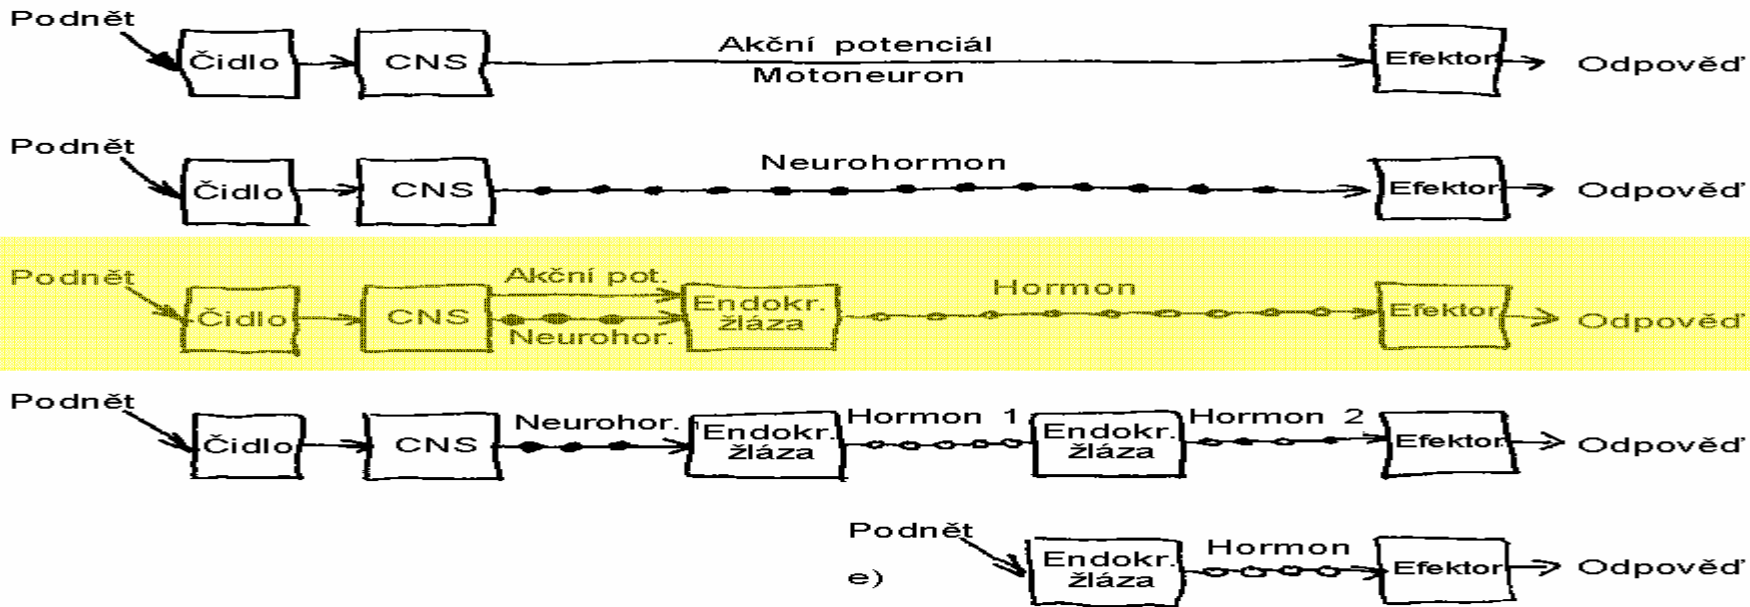 Podnět
Čidlo CNS Akční potenciál Efektor Odpověď
Motoneuron
Podnět
Čidlo CNS Neurohormon Efektor Odpověď
Podnět
Čidlo CNS Akční pot. Endokr. Hormon Efektor Odpověď
Neurohor. žláza
Podnět
Čidlo CNS Neurohor. 1 Endokr. Hormon 1 Endokr. Hormon 2 Efektor Odpověď
žláza žláza
Podnět
Endokr. Hormon Efektor Odpověď
e) žláza